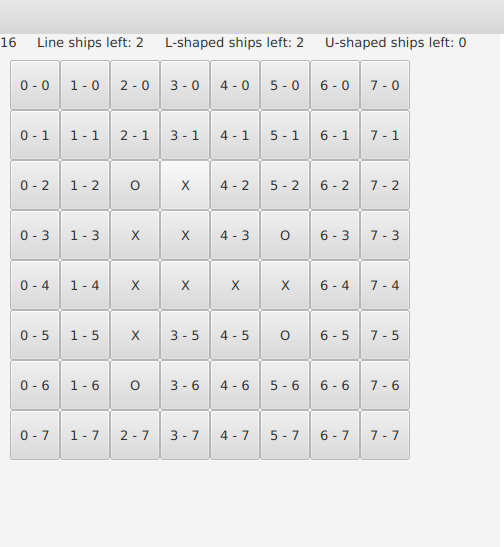 16 Line ships left: 2 L-shaped ships left: 2 U-shaped ships left: 0
0 - 0 1 - 0 2 - 0 3 - 0 4 - 0 5 - 0 6 - 0 7 - 0
0 - 1 1 - 1 2 - 1 3 - 1 4 - 1 5 - 1 6 - 1 7 - 1
0 - 2 1 - 2 O X 4 - 2 5 - 2 6 - 2 7 - 2
0 - 3 1 - 3 X X 4 - 3 O 6 - 3 7 - 3
0 - 4 1 - 4 X X X X 6 - 4 7 - 4
0 - 5 1 - 5 X 3 - 5 4 - 5 O 6 - 5 7 - 5
0 - 6 1 - 6 O 3 - 6 4 - 6 5 - 6 6 - 6 7 - 6
0 - 7 1 - 7 2 - 7 3 - 7 4 - 7 5 - 7 6 - 7 7 - 7